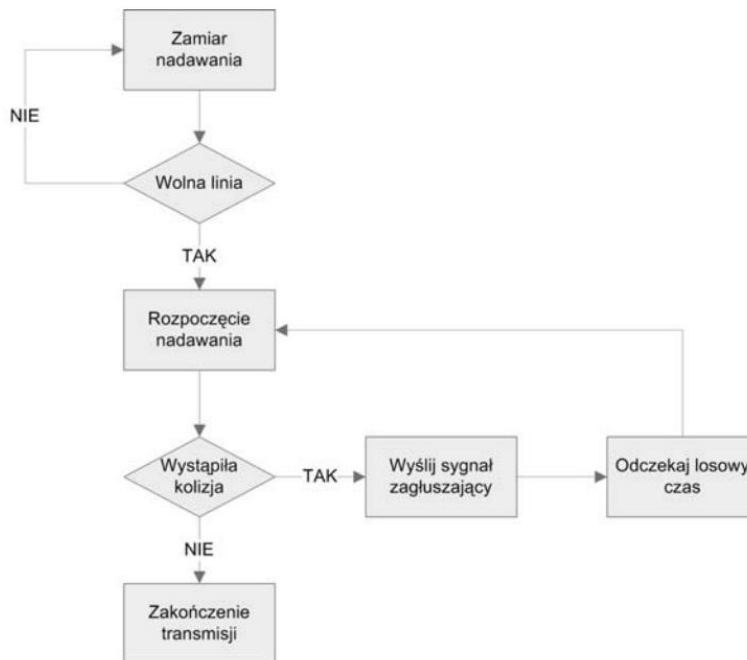 Zamiar
nadawania
NIE
Wolna linia
TAK
Rozpoczęcie
nadawania
Wystąpiła
kolizja
TAK
Wyślij sygnał
zagłuszający
Odczekaj losowy
czas
NIE
Zakończenie
transmisji